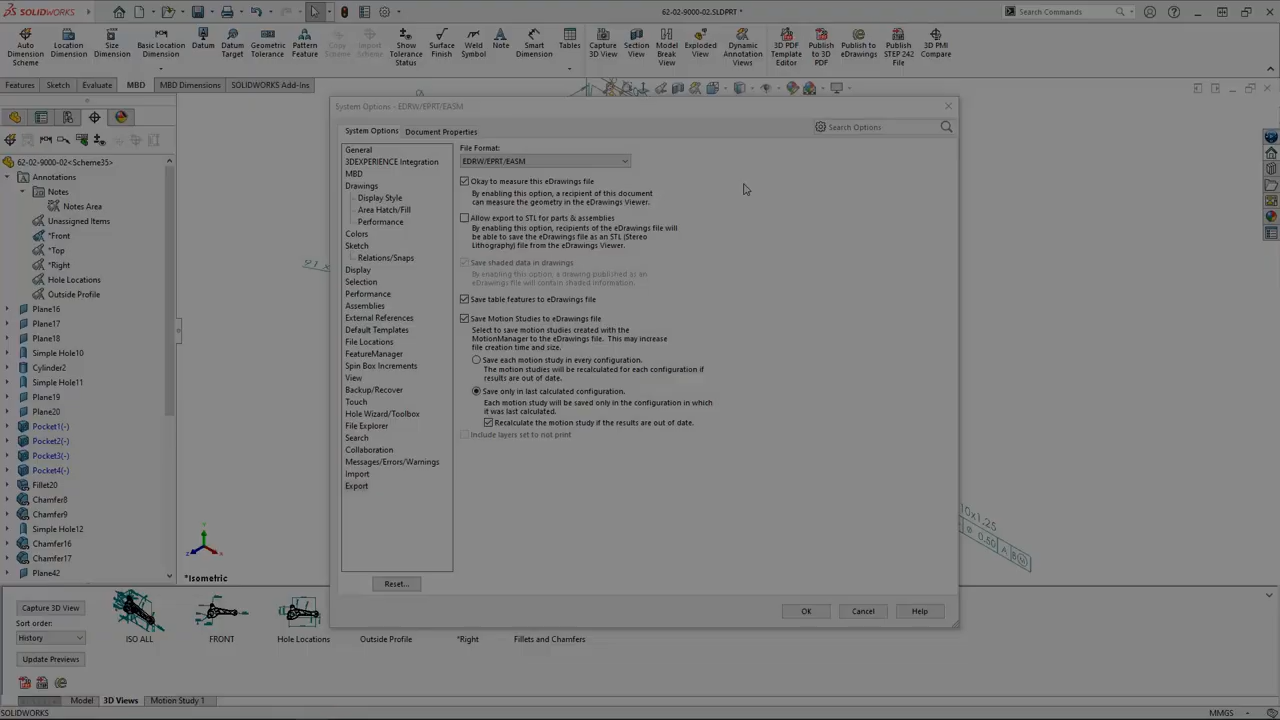 SOLIDWORKS
62-02-9000-02.SLDPRT *
Search Commands
Auto Dimension Scheme
Location Dimension
Size Dimension
Basic Location Dimension
Datum
Datum Target
Geometric Tolerance
Pattern Feature
Copy Scheme
Import Scheme
Show Tolerance Status
Surface Finish
Weld Symbol
Note
Smart Dimension
Tables
Capture 3D View
Section View
Model Break View
Exploded View
Dynamic Annotation Views
3D PDF Template Editor
Publish to 3D PDF
Publish to eDrawings
Publish STEP 242 File
3D PMI Compare
Features
Sketch
Evaluate
MBD
MBD Dimensions
SOLIDWORKS Add-Ins
62-02-9000-02<Scheme35>
Annotations
Notes
Notes Area
Unassigned Items
*Front
*Top
*Right
Hole Locations
Outside Profile
Plane16
Plane17
Plane18
Simple Hole10
Cylinder2
Simple Hole11
Plane19
Plane20
Pocket1(-)
Pocket2(-)
Pocket3(-)
Pocket4(-)
Fillet20
Chamfer8
Chamfer9
Simple Hole12
Chamfer16
Chamfer17
Plane42
System Options - EDRW/EPRT/EASM
System Options
Document Properties
Search Options
General
3DEXPERIENCE Integration
MBD
Drawings
Display Style
Area Hatch/Fill
Performance
Colors
Sketch
Relations/Snaps
Display
Selection
Performance
Assemblies
External References
Default Templates
File Locations
FeatureManager
Spin Box Increments
View
Backup/Recover
Touch
Hole Wizard/Toolbox
File Explorer
Search
Collaboration
Messages/Errors/Warnings
Import
Export
Reset...
File Format:
EDRW/EPRT/EASM
Okay to measure this eDrawings file
By enabling this option, a recipient of this document
can measure the geometry in the eDrawings Viewer.
Allow export to STL for parts & assemblies
By enabling this option, recipients of the eDrawings file will
be able to save the eDrawings file as an STL (Stereo
Lithography) file from the eDrawings Viewer.
Save shaded data in drawings
By enabling this option, a drawing published as an
eDrawings file will contain shaded information.
Save table features to eDrawings file
Save Motion Studies to eDrawings file
Select to save motion studies created with the
MotionManager to the eDrawings file. This may increase
file creation time and size.
Save each motion study in every configuration.
The motion studies will be recalculated for each configuration if
results are out of date.
Save only in last calculated configuration.
Each motion study will be saved only in the configuration in which
it was last calculated.
Recalculate the motion study if the results are out of date.
Include layers set to not print
OK
Cancel
Help
10x1.25
0.50 A B M
Y
Z
X
*Isometric
Capture 3D View
Sort order:
History
Update Previews
ISO ALL
FRONT
Hole Locations
Outside Profile
*Right
Fillets and Chamfers
Model
3D Views
Motion Study 1
SOLIDWORKS
MMGS